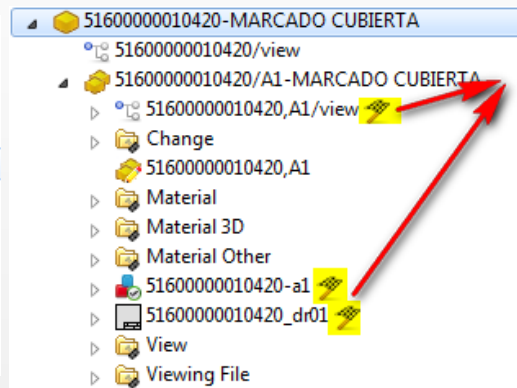 51600000010420-MARCADO CUBIERTA
51600000010420/view
51600000010420/A1-MARCADO CUBIERTA
51600000010420,A1/view
Change
51600000010420,A1
Material
Material 3D
Material Other
51600000010420-a1
51600000010420_dr01
View
Viewing File